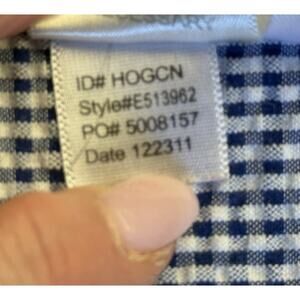 ID# HOGCN
Style#E513962
PO# 5008157
Date 122311